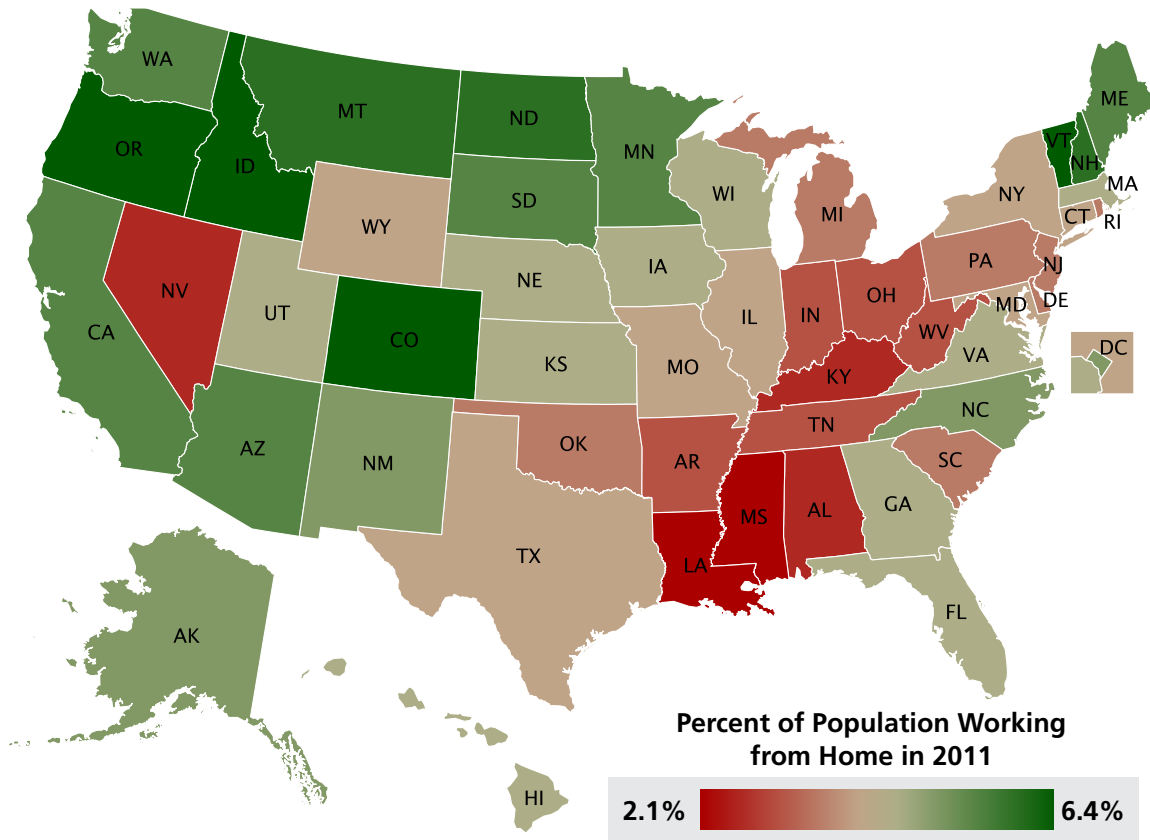 WA
MT
ND
MN
ME
OR
ID
SD
WI
VT
NH
MA
NY
CT
RI
WY
MI
IA
NE
PA
NJ
NV
UT
CO
IL
IN
OH
MD
DE
CA
KS
MO
WV
VA
DC
KY
AZ
NM
OK
AR
TN
NC
SC
MS
AL
GA
TX
LA
FL
AK
HI
Percent of Population Working
from Home in 2011
2.1% 6.4%